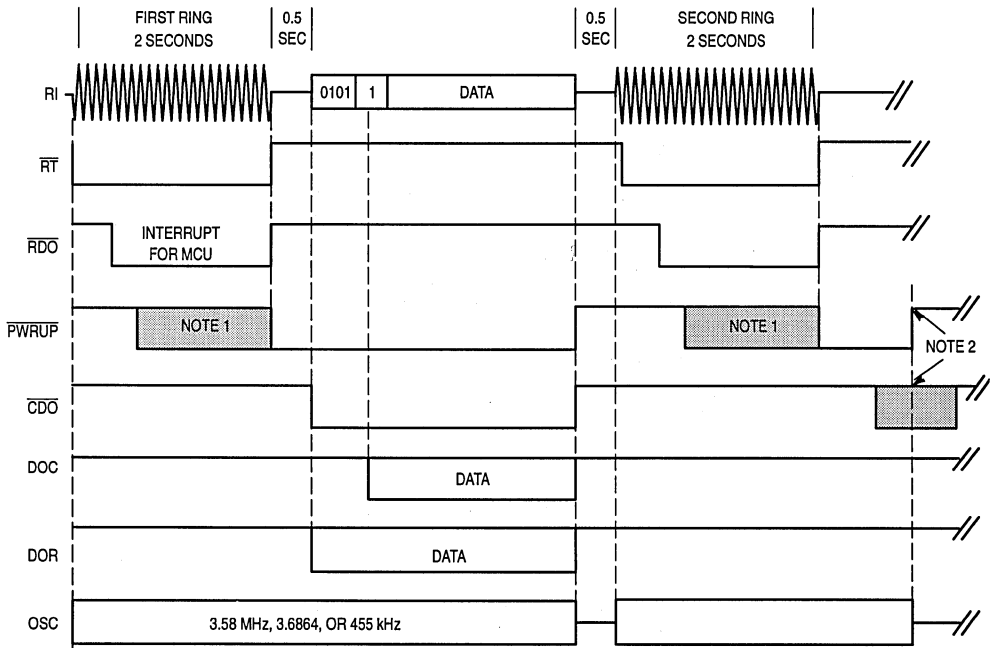 FIRST RING 0.5 0.5 SECOND RING
2 SECONDS SEC SEC 2 SECONDS
RI 0101 1 DATA
RT
RDO INTERRUPT
FOR MCU
PWRUP NOTE 1 NOTE 1
NOTE 2
CDO
DOC DATA
DOR DATA
OSC 3.58 MHz, 3.6864, OR 455 kHz